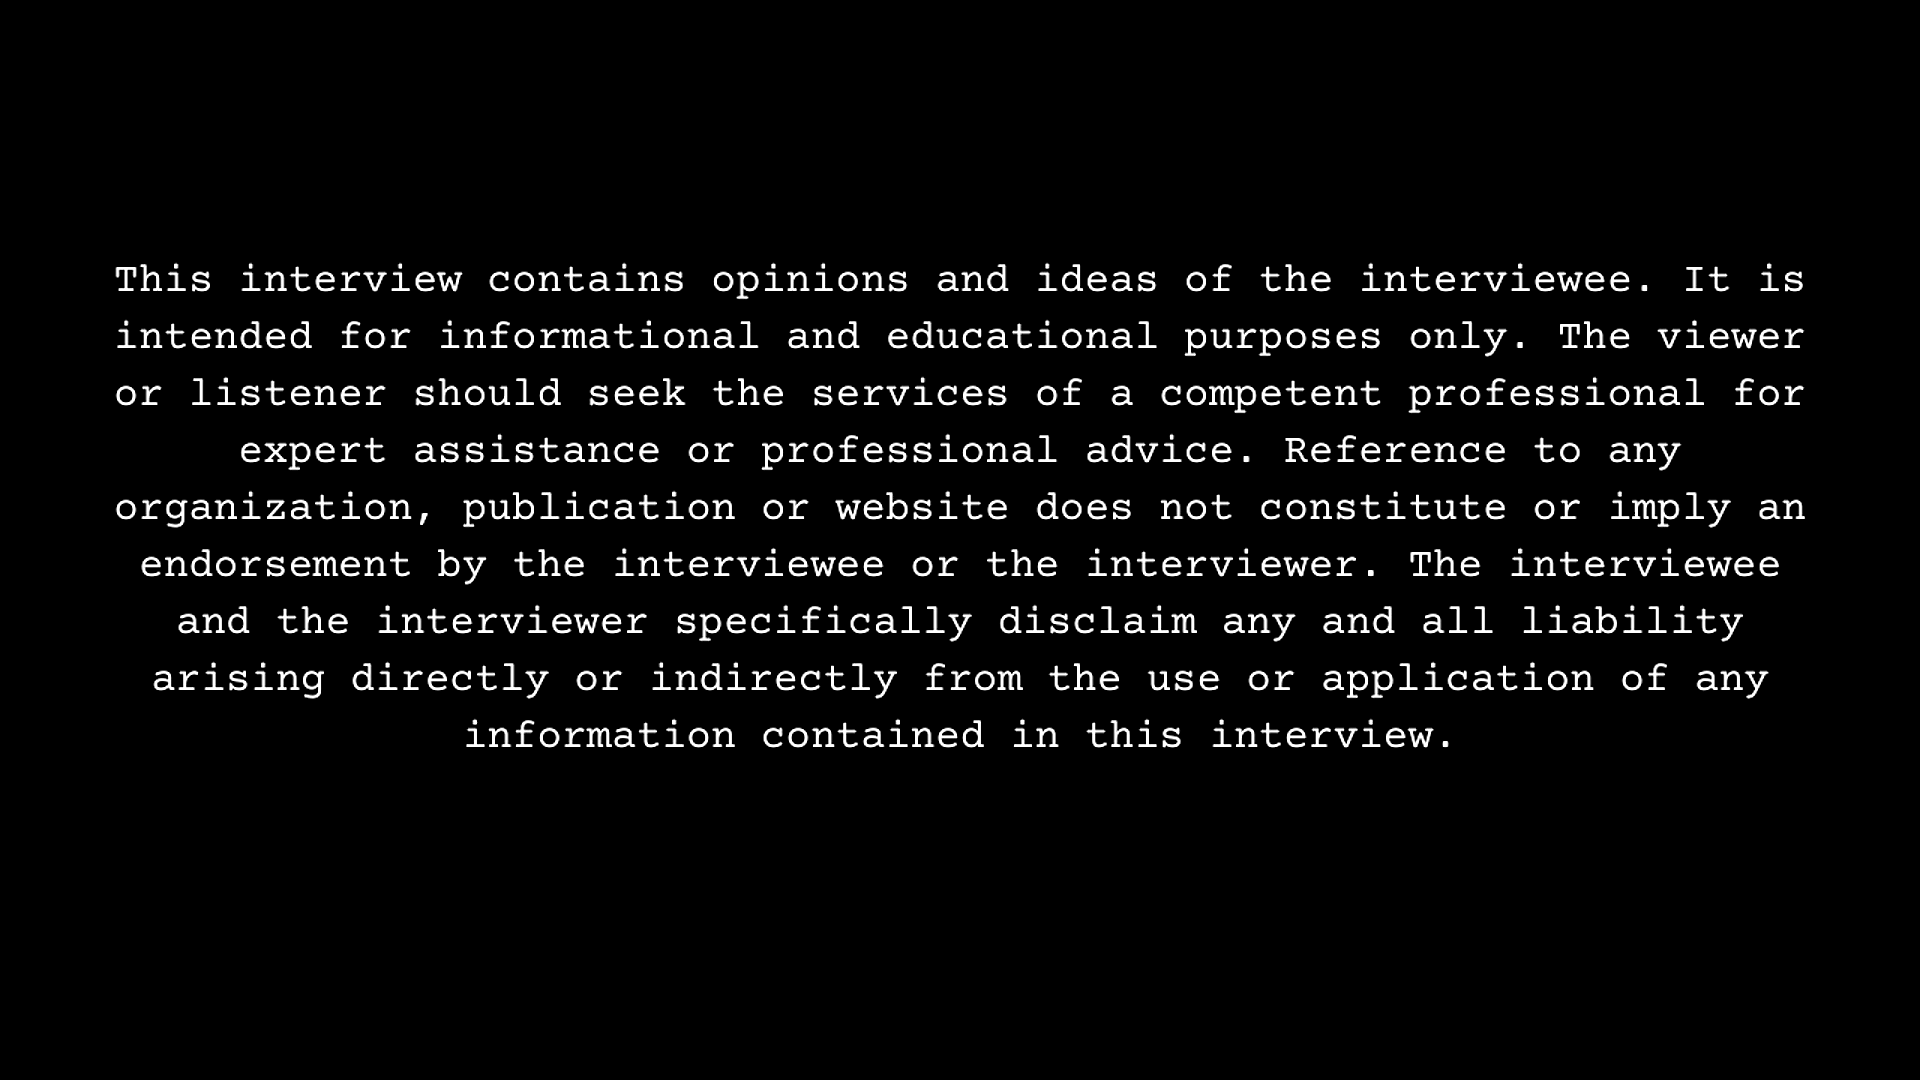 This interview contains opinions and ideas of the interviewee. It is
intended for informational and educational purposes only. The viewer
or listener should seek the services of a competent professional for
expert assistance or professional advice. Reference to any
organization, publication or website does not constitute or imply an
endorsement by the interviewee or the interviewer. The interviewee
and the interviewer specifically disclaim any and all liability
arising directly or indirectly from the use or application of any
information contained in this interview.